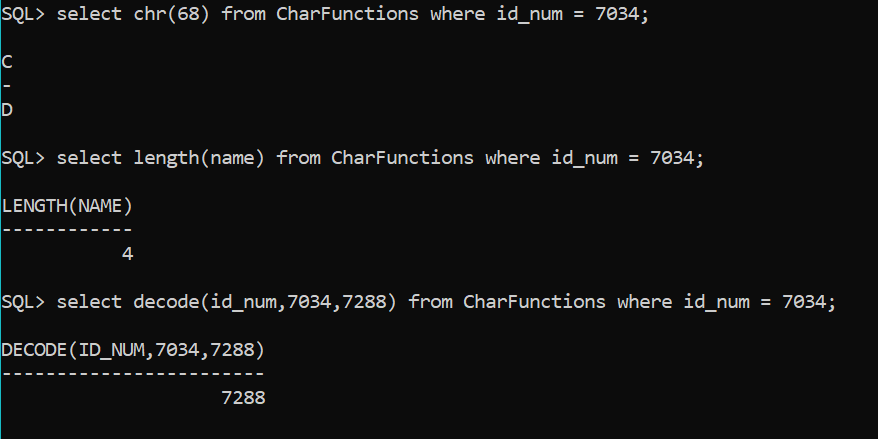 SQL> select chr(68) from CharFunctions where id_num = 7034;
C
-
D
SQL> select length(name) from CharFunctions where id_num = 7034;
LENGTH(NAME)
------------
4
SQL> select decode(id_num,7034,7288) from CharFunctions where id_num = 7034;
DECODE(ID_NUM,7034,7288)
------------------------
7288